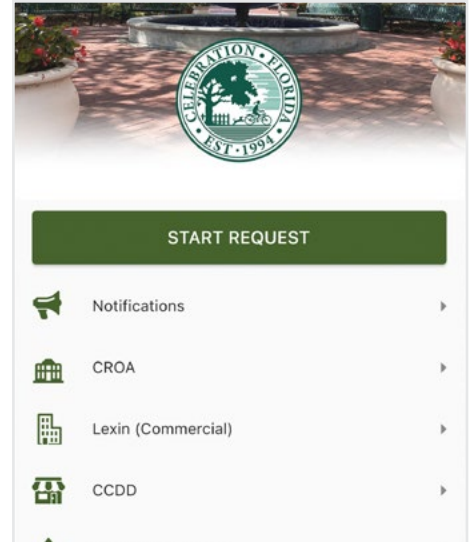 CELEBRATION • FLORIDA
EST • 1994
START REQUEST
Notifications
CROA
Lexin (Commercial)
CCDD